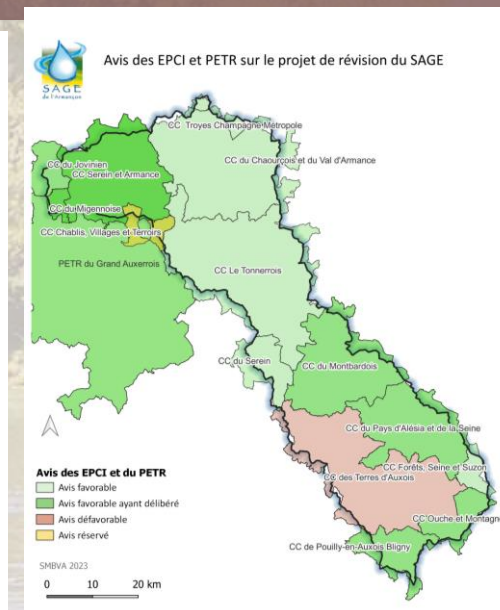 SAGE
de l'Armançon
Avis des EPCI et PETR sur le projet de révision du SAGE
CC Troyes Champagne Métropole
CC du Chaourçois et du Val d'Armance
CC du Jovinien
CC Serein et Armance
CC du Migennoise
CC Chablis, Villages et Terroirs
PETR du Grand Auxerrois
CC Le Tonnerrois
CC du Serein
CC du Montbardois
CC du Pays d'Alésia et de la Seine
CC Forêts, Seine et Suzon
CC des Terres d'Auxois
CC Ouche et Montagne
CC de Pouilly-en-Auxois Bligny
Avis des EPCI et du PETR
Avis favorable
Avis favorable ayant délibéré
Avis défavorable
Avis réservé
SMBVA 2023
0 10 20 km